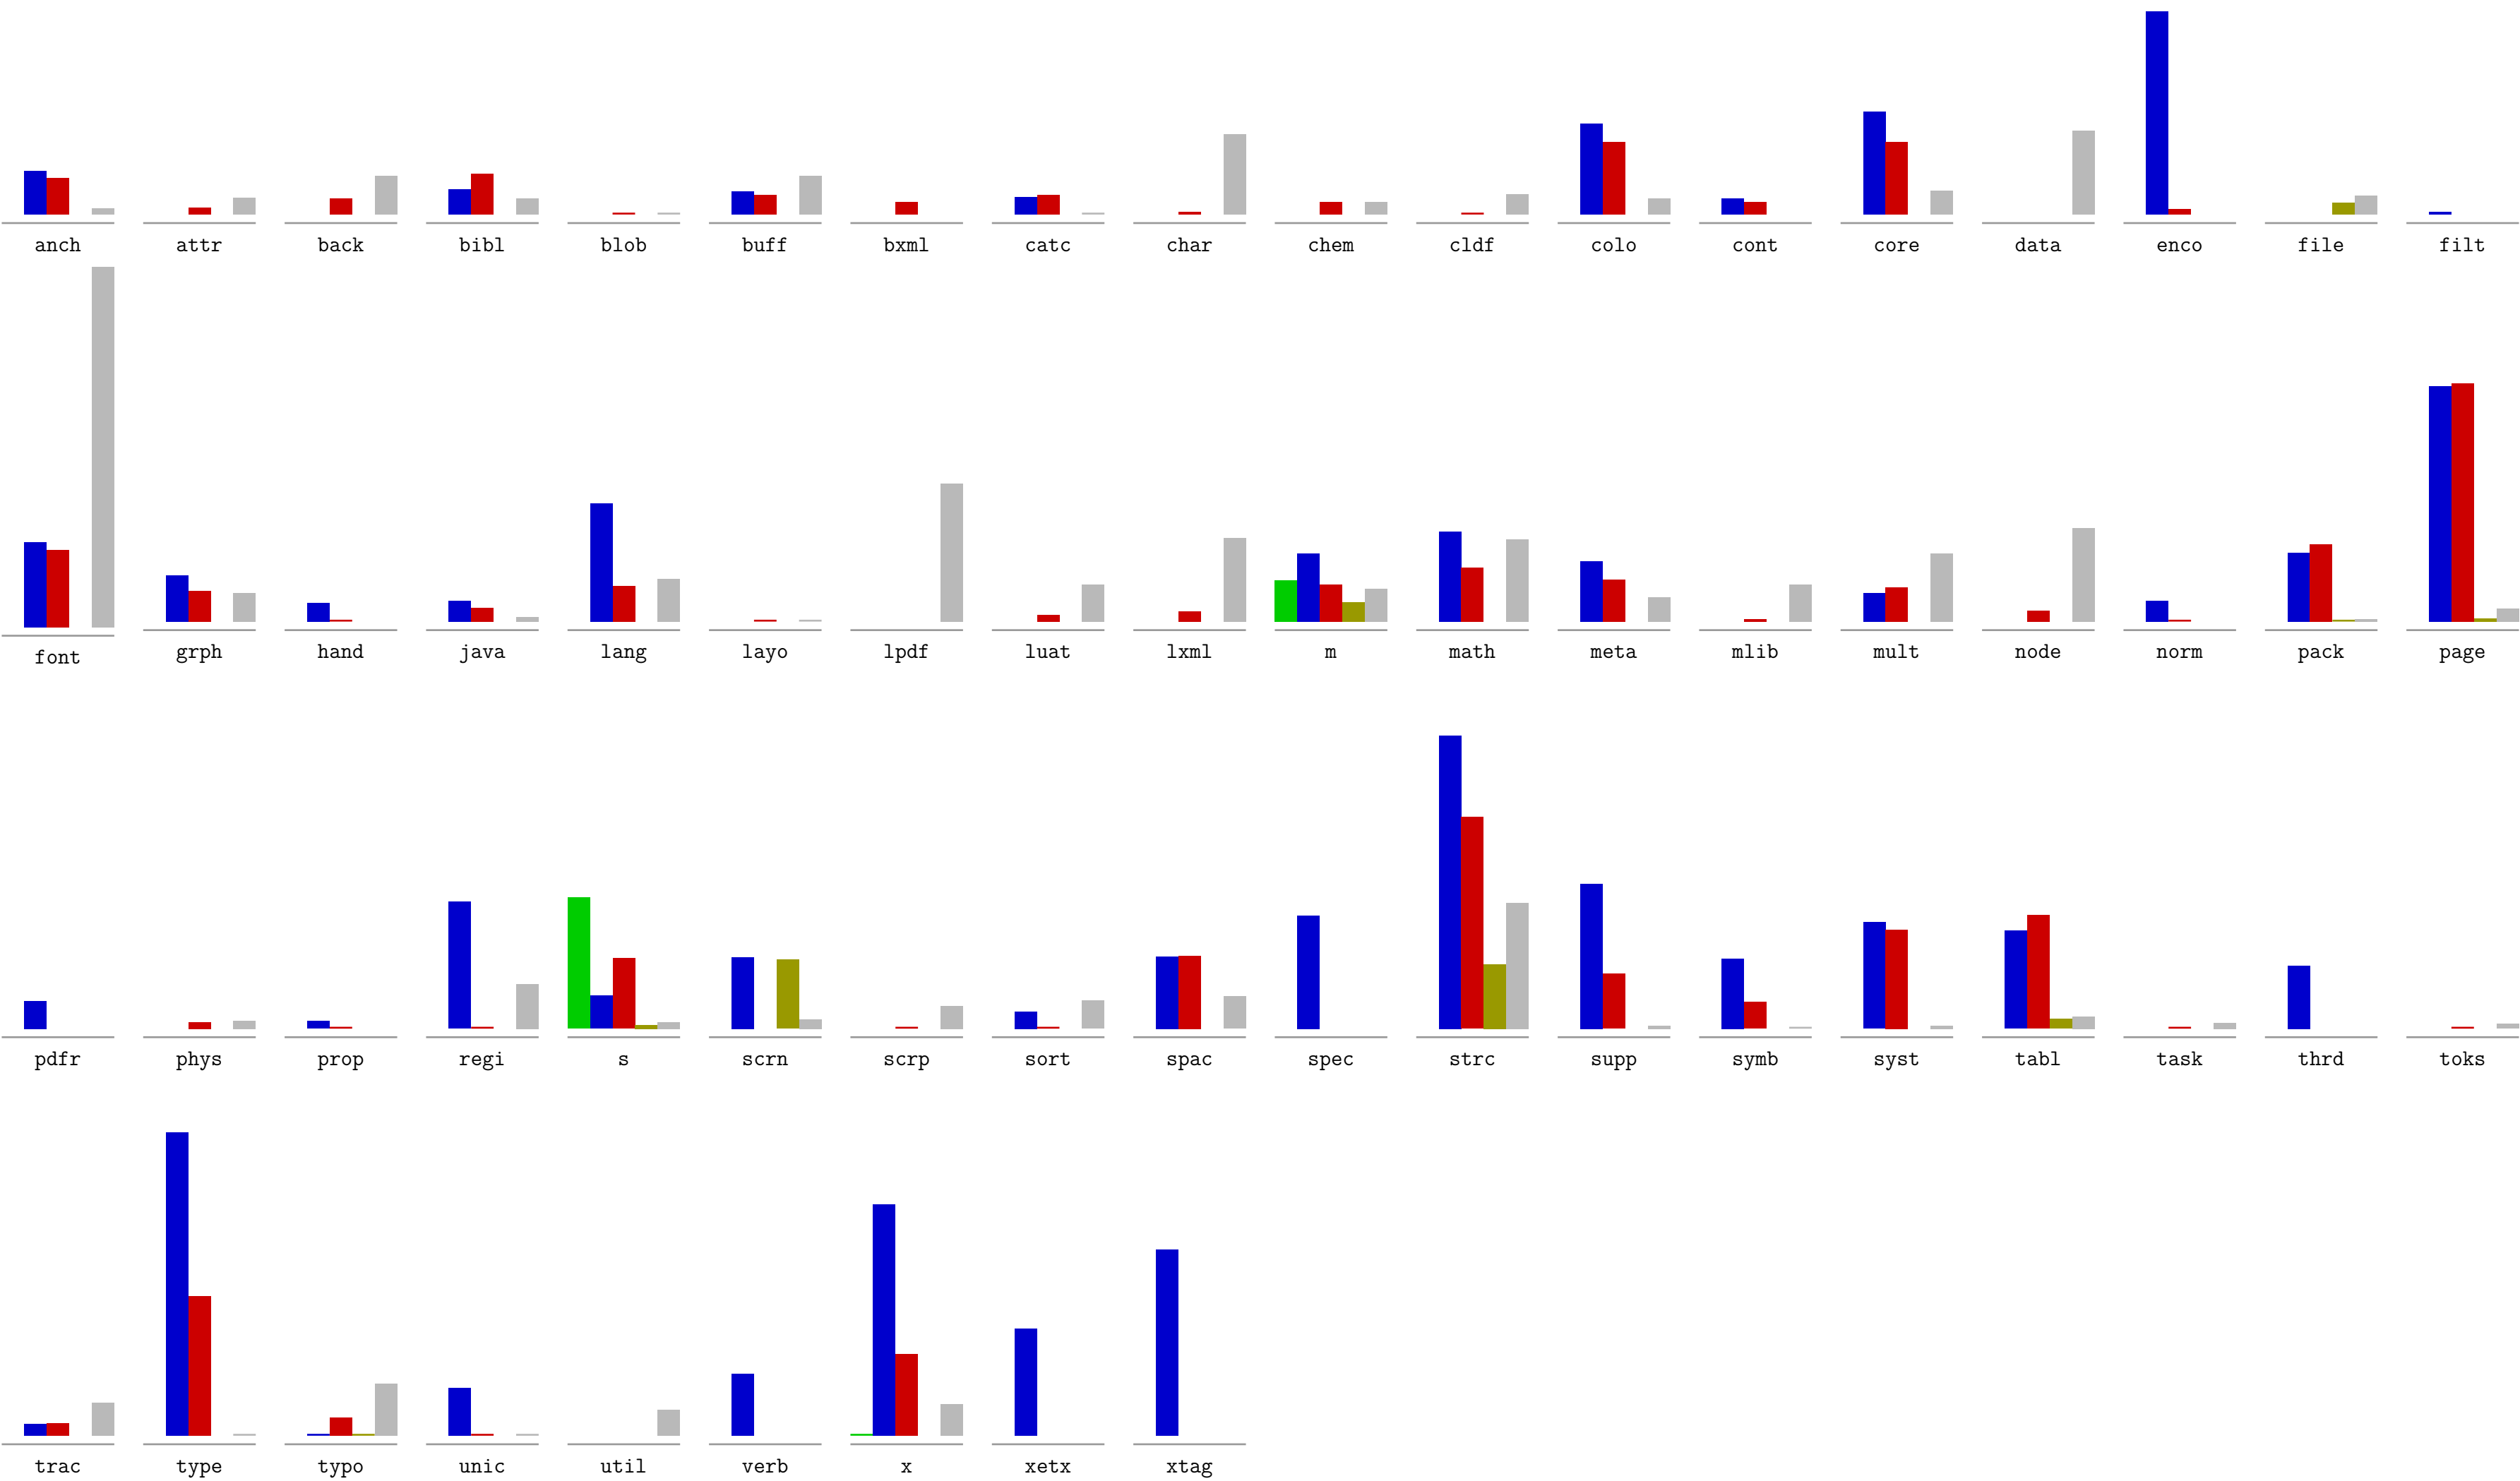 anch attr back bibl blob buff bxml catc char chem cldf colo cont core data enco file filt
font grph hand java lang layo lpdf luat lxml m math meta mlib mult node norm pack page
pdfr phys prop regi s scrn scrp sort spac spec strc supp symb syst tabl task thrd toks
trac type typo unic util verb x xetx xtag